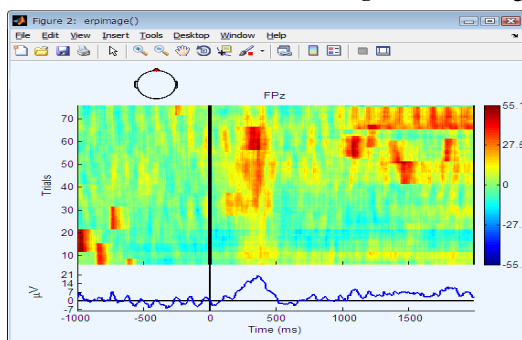 Figure 2: erpimage()
File Edit View Insert Tools Desktop Window Help
FPz
70
60
50
40
30
20
10
Trials
55.1
27.5
0
-27.
-55.
21
14
7
0
-7
µV
-1000 -500 0 500 1000 1500
Time (ms)